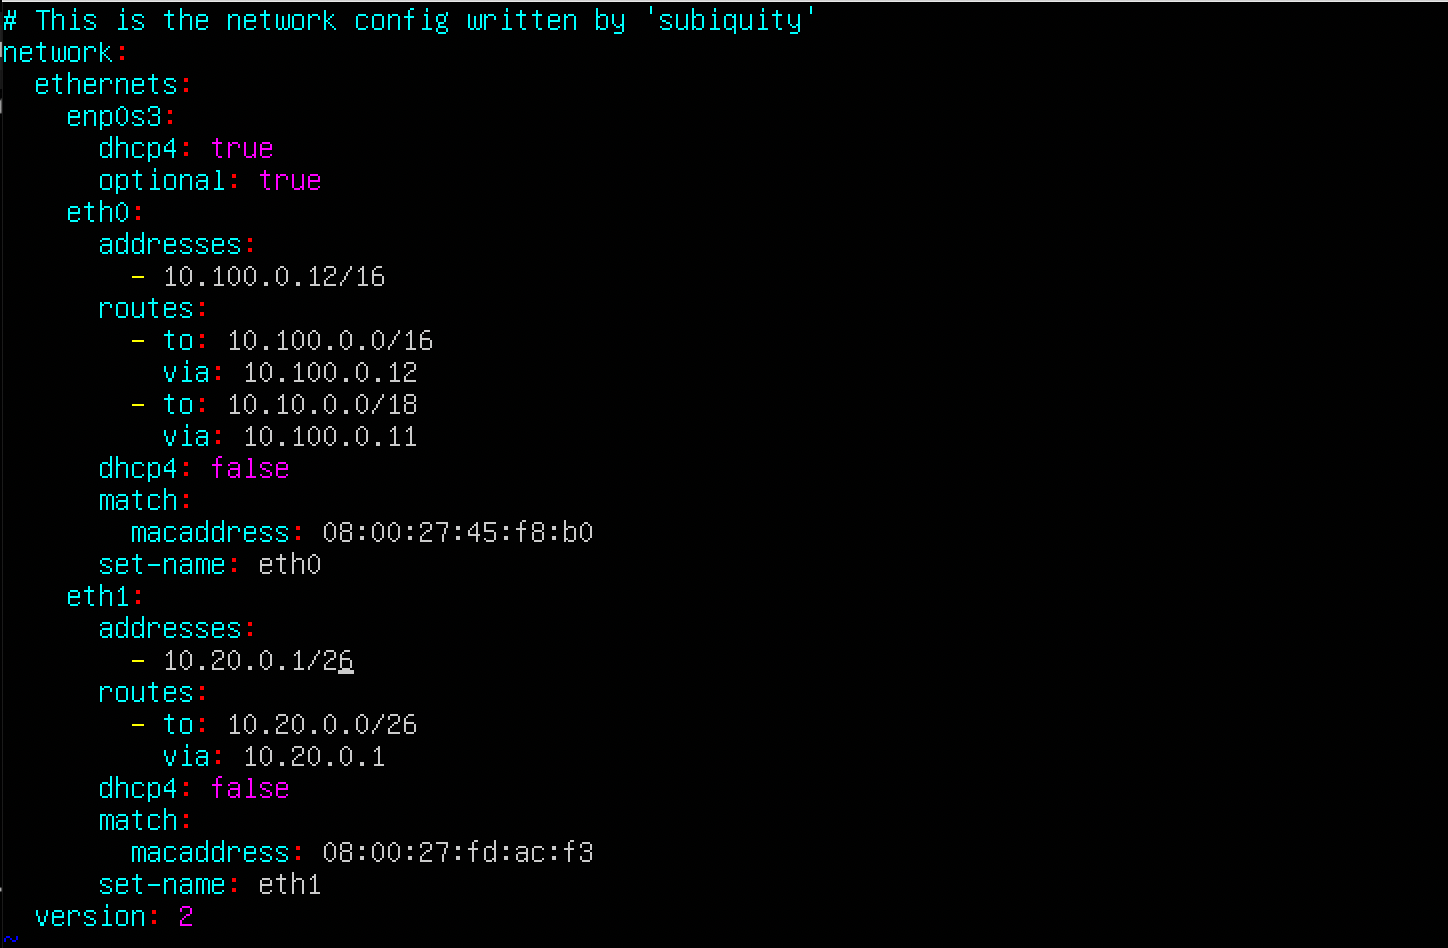 # This is the network config written by 'subiquity'
network:
  ethernets:
    enp0s3:
      dhcp4: true
      optional: true
    eth0:
      addresses:
        - 10.100.0.12/16
      routes:
        - to: 10.100.0.0/16
          via: 10.100.0.12
        - to: 10.10.0.0/18
          via: 10.100.0.11
      dhcp4: false
      match:
        macaddress: 08:00:27:45:f8:b0
      set-name: eth0
    eth1:
      addresses:
        - 10.20.0.1/26
      routes:
        - to: 10.20.0.0/26
          via: 10.20.0.1
      dhcp4: false
      match:
        macaddress: 08:00:27:fd:ac:f3
      set-name: eth1
  version: 2
~